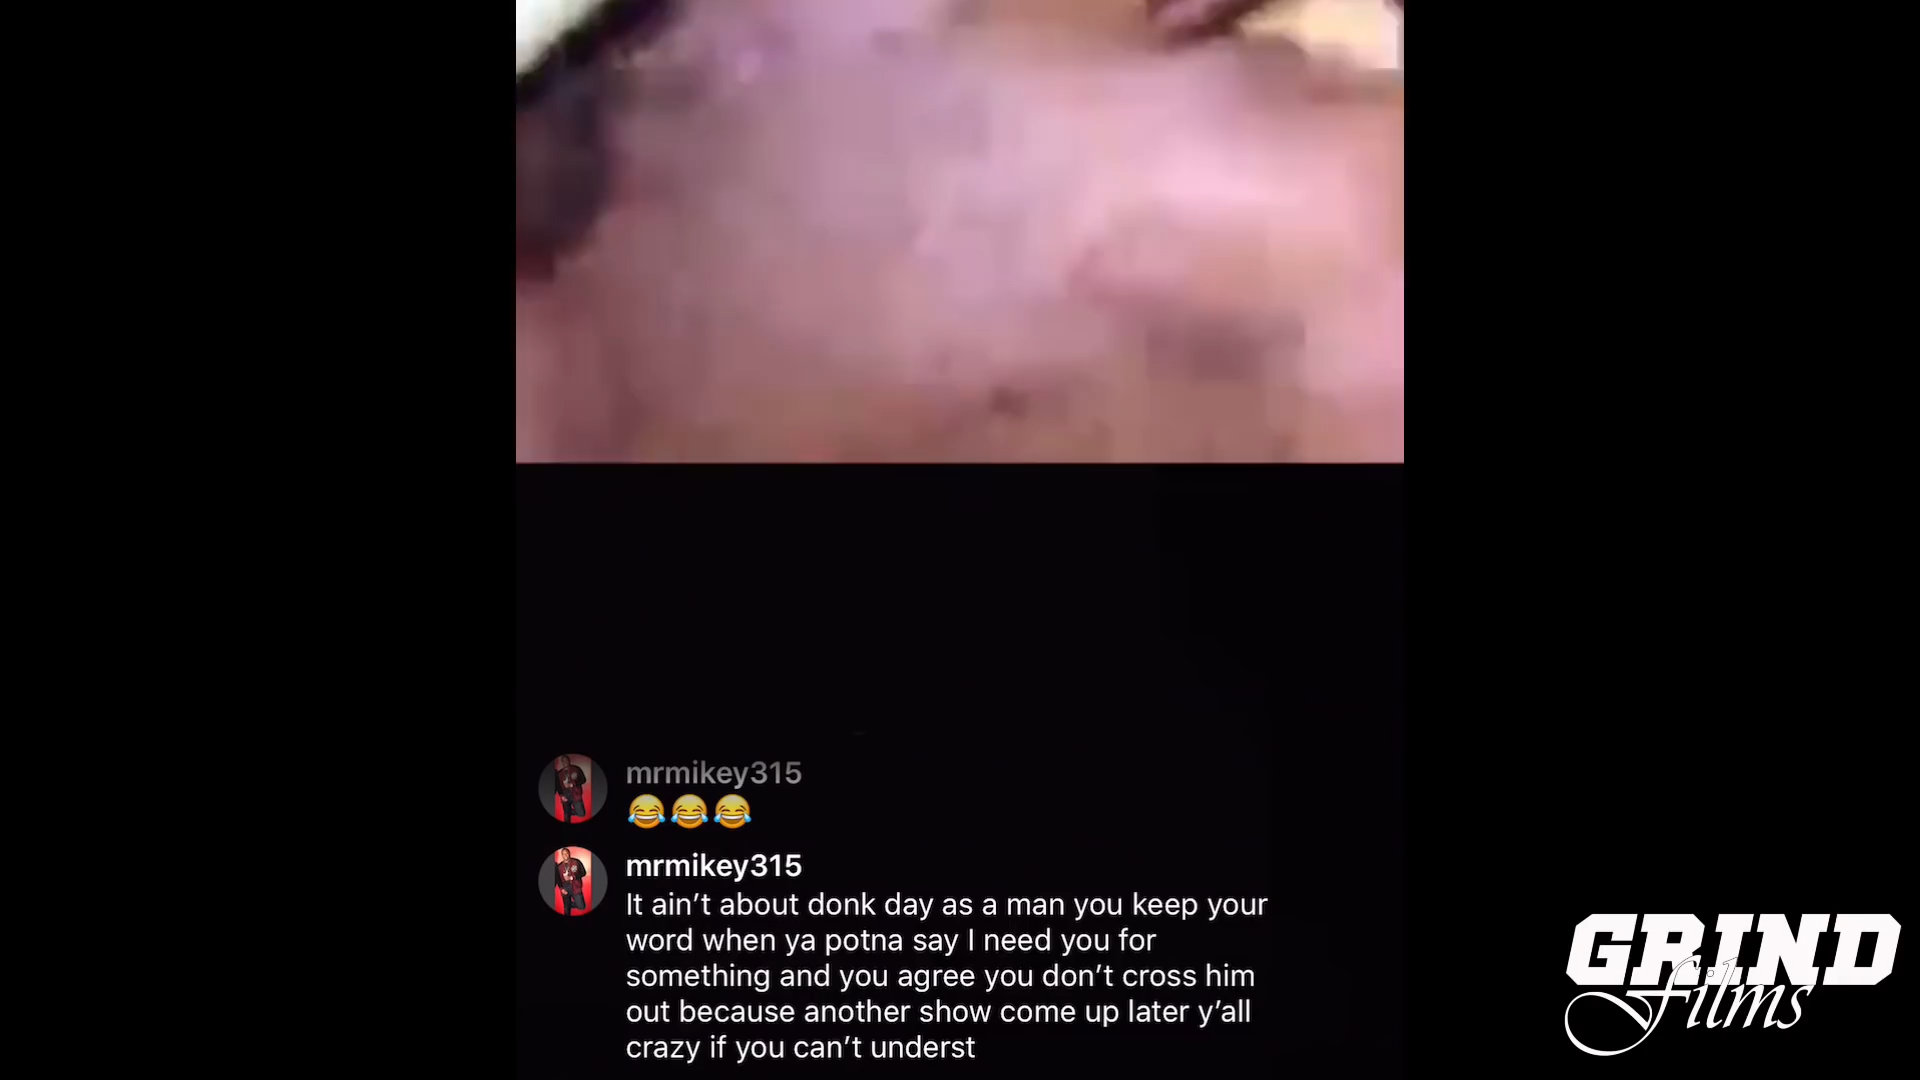 mrmikey315
😂😂😂
mrmikey315
It ain’t about donk day as a man you keep your
word when ya potna say I need you for
something and you agree you don’t cross him
out because another show come up later y’all
crazy if you can’t underst
GRIND
films